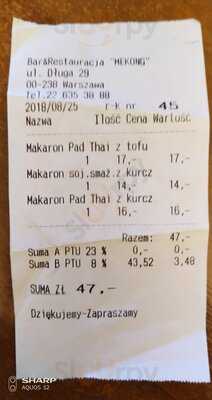 Bar&Restauracja "MEKONG"
ul. Długa 29
00-238 Warszawa
Tel.22 635 38 88
2018/08/25 r-k nr 45
Nazwa Ilość Cena Wartość
Makaron Pad Thai z tofu
1 17,- 17,-
Makaron soj.smaż.z kurcz
1 14,- 14,-
Makaron Pad Thai z kurcz
1 16,- 16,-
Razem: 47,-
Suma A PTU 23 % 0,- 0,-
Suma B PTU 8 % 43,52 3,48
SUMA ZŁ 47,-
Dziękujemy-Zapraszamy
SHARP
AQUOS S2